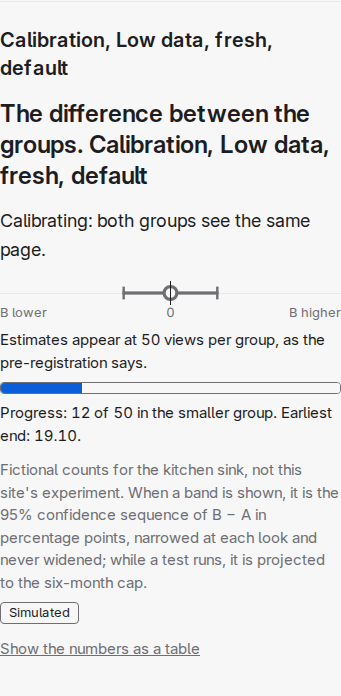 Calibration, Low data, fresh,
default
The difference between the
groups. Calibration, Low data,
fresh, default
Calibrating: both groups see the same
page.
B lower
0
B higher
Estimates appear at 50 views per group, as the
pre-registration says.
Progress: 12 of 50 in the smaller group. Earliest
end: 19.10.
Fictional counts for the kitchen sink, not this
site's experiment. When a band is shown, it is the
95% confidence sequence of B − A in
percentage points, narrowed at each look and
never widened; while a test runs, it is projected
to the six-month cap.
Simulated
Show the numbers as a table